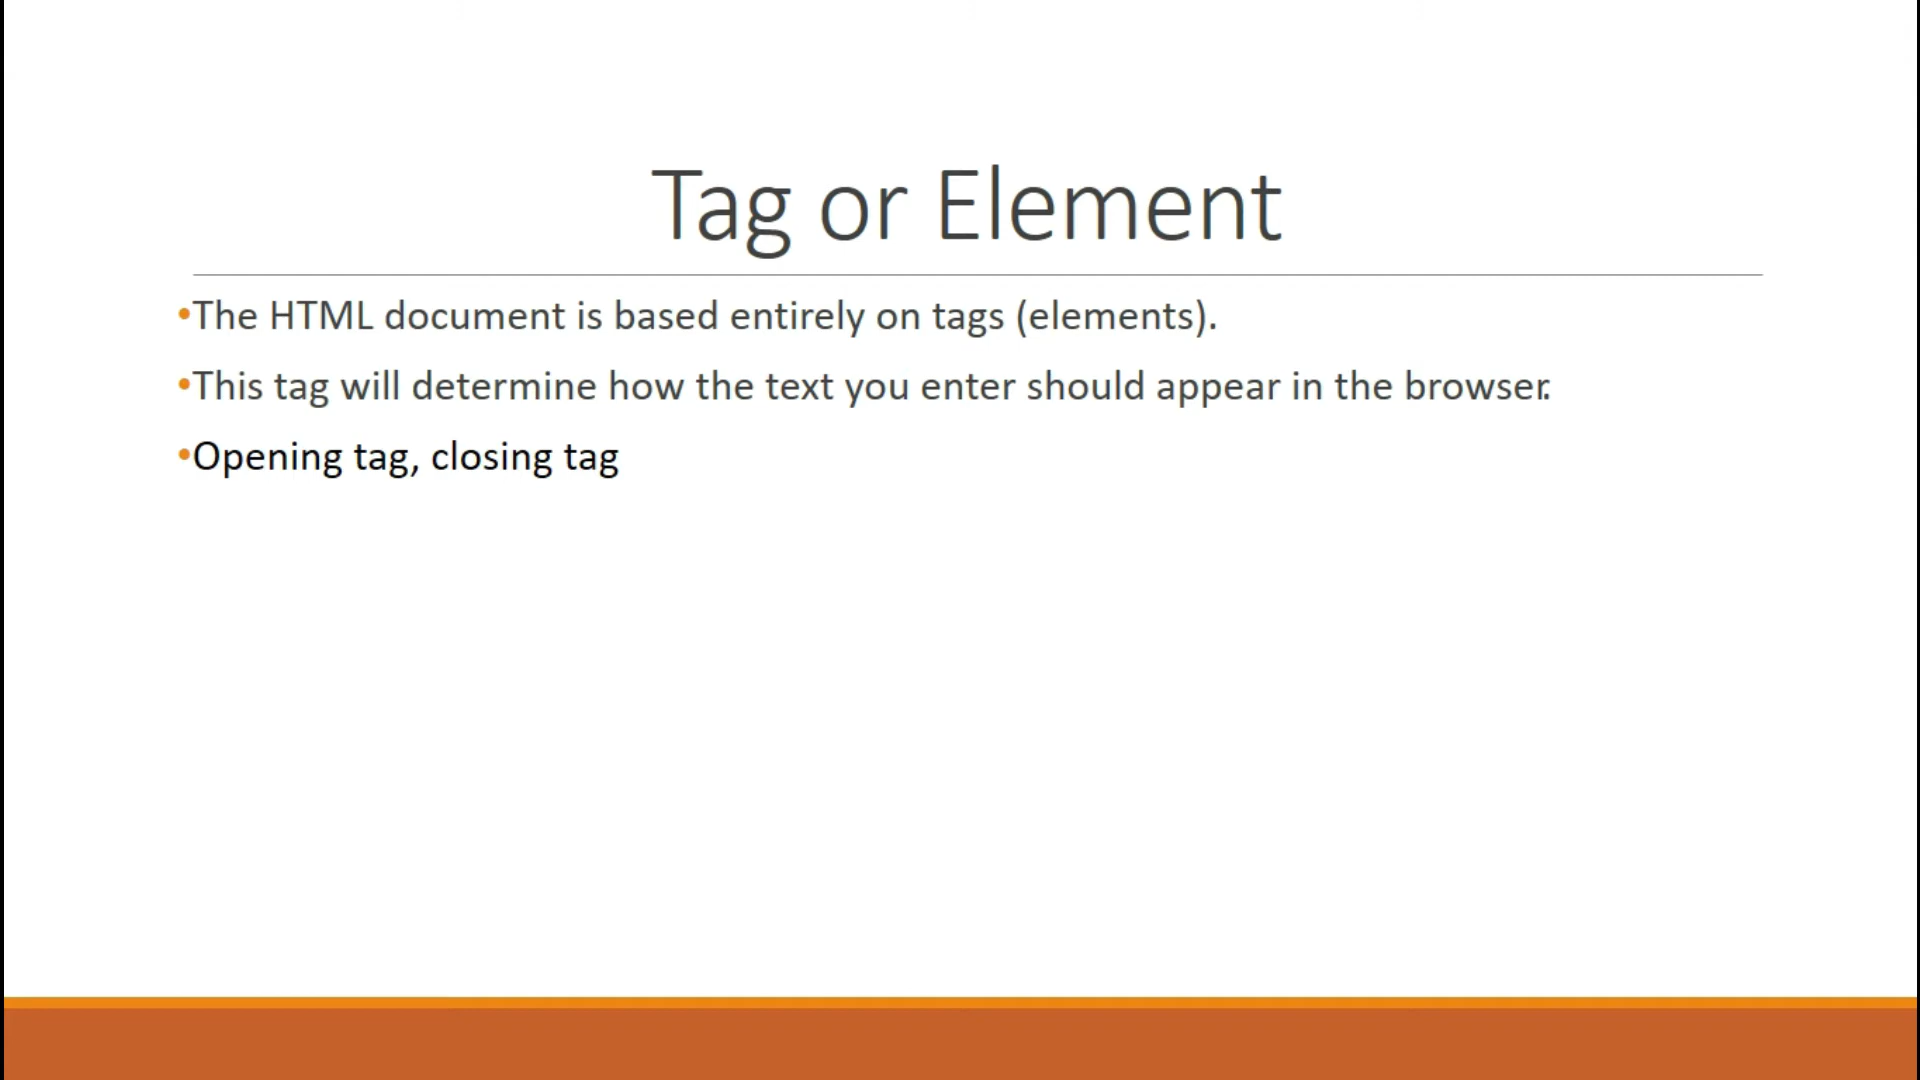 Tag or Element
•The HTML document is based entirely on tags (elements).
•This tag will determine how the text you enter should appear in the browser.
•Opening tag, closing tag